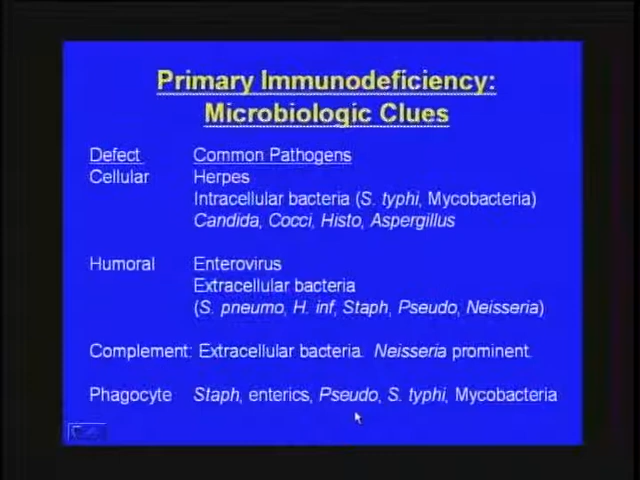 Primary Immunodeficiency:
Microbiologic Clues
Defect Common Pathogens
Cellular Herpes
Intracellular bacteria (S. typhi, Mycobacteria)
Candida, Cocci, Histo, Aspergillus
Humoral Enterovirus
Extracellular bacteria
(S. pneumo, H. inf, Staph, Pseudo, Neisseria)
Complement: Extracellular bacteria. Neisseria prominent.
Phagocyte Staph, enterics, Pseudo, S. typhi, Mycobacteria